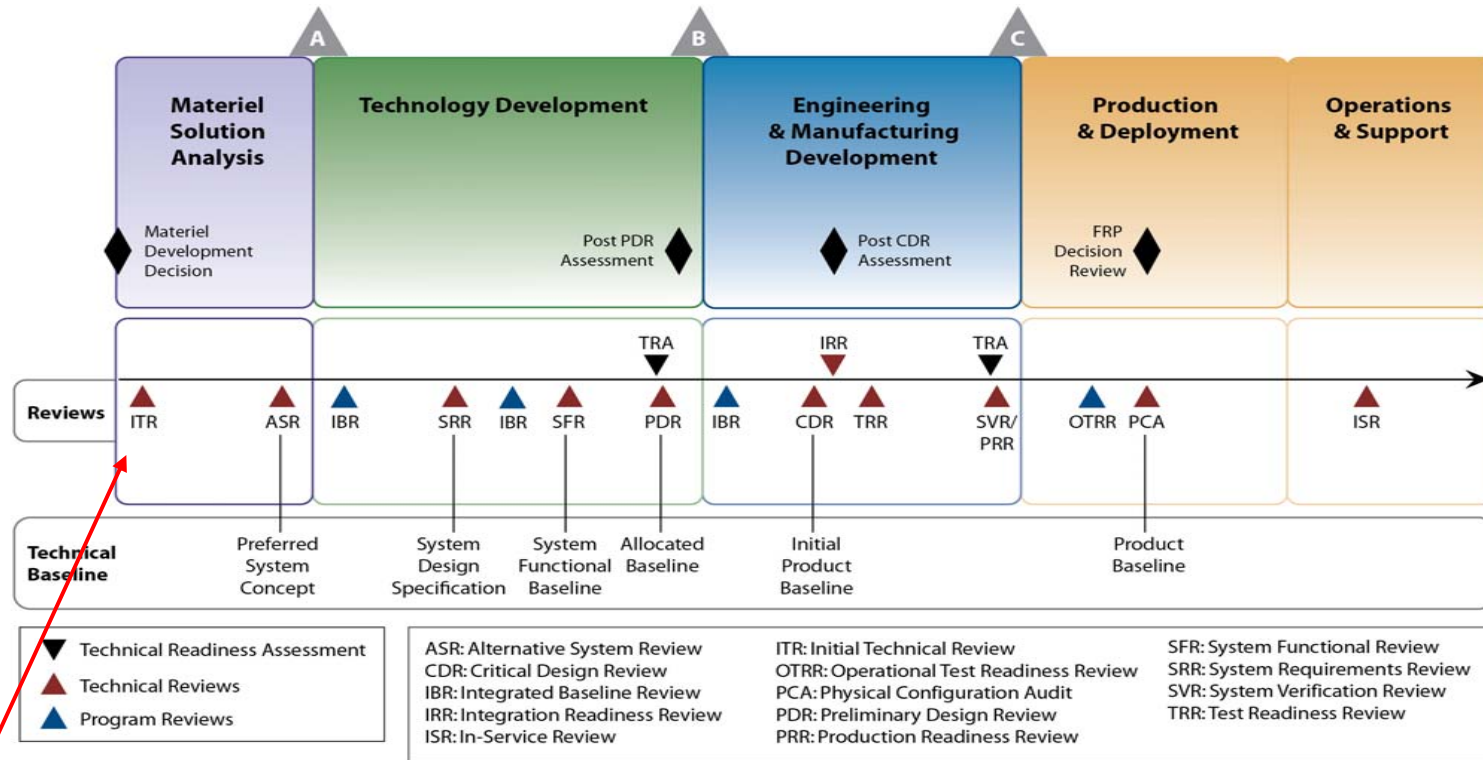 A
B
C
Materiel
Solution
Analysis
Technology Development
Engineering
& Manufacturing
Development
Production
& Deployment
Operations
& Support
Materiel
Development
Decision
Post PDR
Assessment
Post CDR
Assessment
FRP
Decision
Review
TRA
IRR
TRA
Reviews
ITR
ASR
IBR
SRR
IBR
SFR
PDR
IBR
CDR
TRR
SVR/
PRR
OTRR
PCA
ISR
Technical
Baseline
Preferred
System
Concept
System
Design
Specification
System
Functional
Baseline
Allocated
Baseline
Initial
Product
Baseline
Product
Baseline
Technical Readiness Assessment
Technical Reviews
Program Reviews
ASR: Alternative System Review
CDR: Critical Design Review
IBR: Integrated Baseline Review
IRR: Integration Readiness Review
ISR: In-Service Review
ITR: Initial Technical Review
OTRR: Operational Test Readiness Review
PCA: Physical Configuration Audit
PDR: Preliminary Design Review
PRR: Production Readiness Review
SFR: System Functional Review
SRR: System Requirements Review
SVR: System Verification Review
TRR: Test Readiness Review